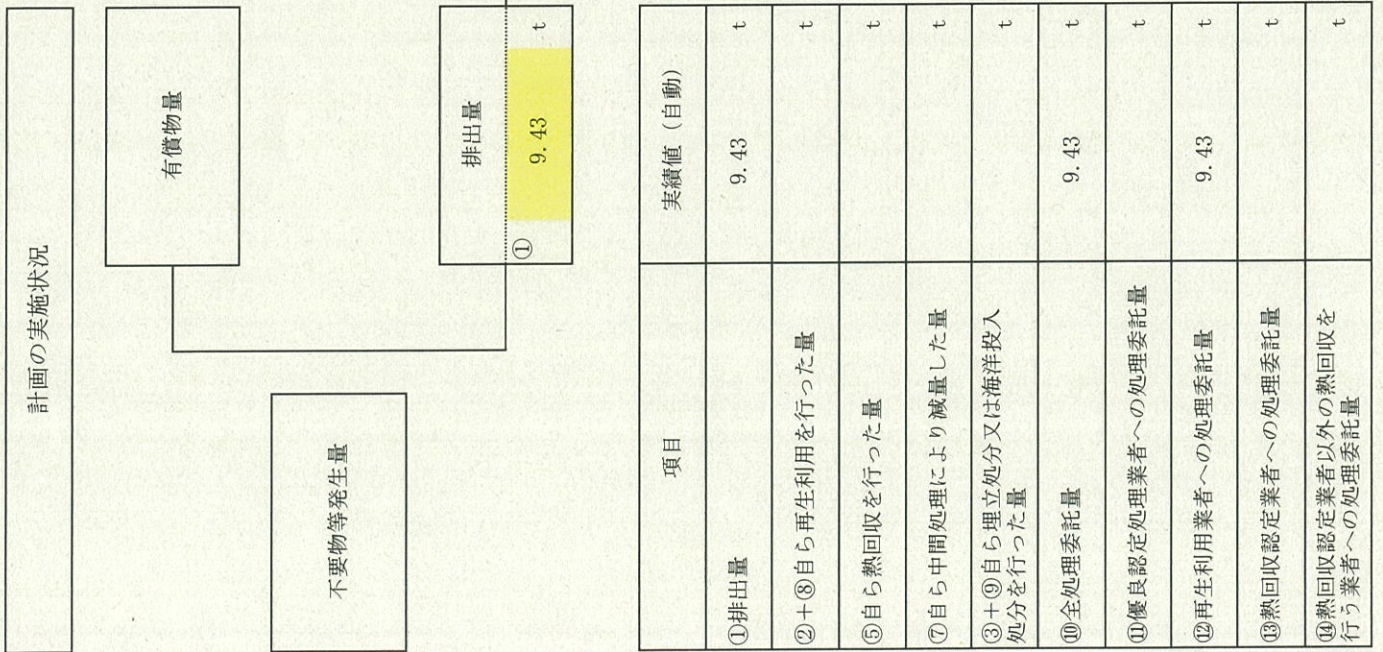 計画の実施状況
有償物量
不要物等発生量
排出量
①
9.43 t
項目 実績値（自動）
①排出量 9.43 t
②+⑧自ら再生利用を行った量 t
⑤自ら熱回収を行った量 t
⑦自ら中間処理により減量した量 t
③+⑨自ら埋立処分又は海洋投入
処分を行った量 t
⑩全処理委託量 9.43 t
⑪優良認定処理業者への処理委託量 t
⑫再生利用業者への処理委託量 9.43 t
⑬熱回収認定業者への処理委託量 t
⑭熱回収認定業者以外の熱回収を
行う業者への処理委託量 t